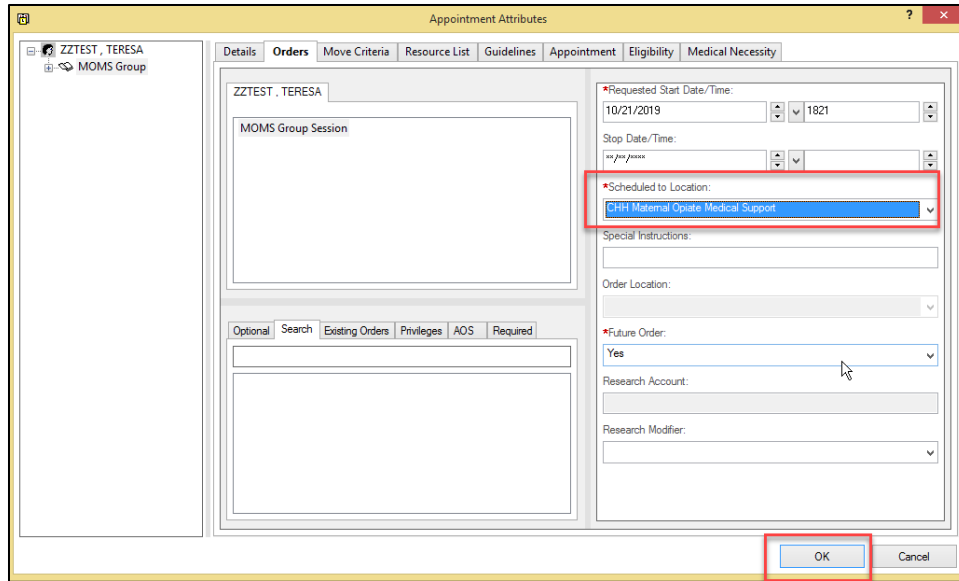 Appointment Attributes
?
ZZTEST , TERESA
MOMS Group
Details Orders Move Criteria Resource List Guidelines Appointment Eligibility Medical Necessity
ZZTEST , TERESA
MOMS Group Session
Optional Search Existing Orders Privileges AOS Required
*Requested Start Date/Time:
10/21/2019 1821
Stop Date/Time:
**/**/****
*Scheduled to Location:
CHH Maternal Opiate Medical Support
Special Instructions:
Order Location:
*Future Order:
Yes
Research Account:
Research Modifier:
OK Cancel